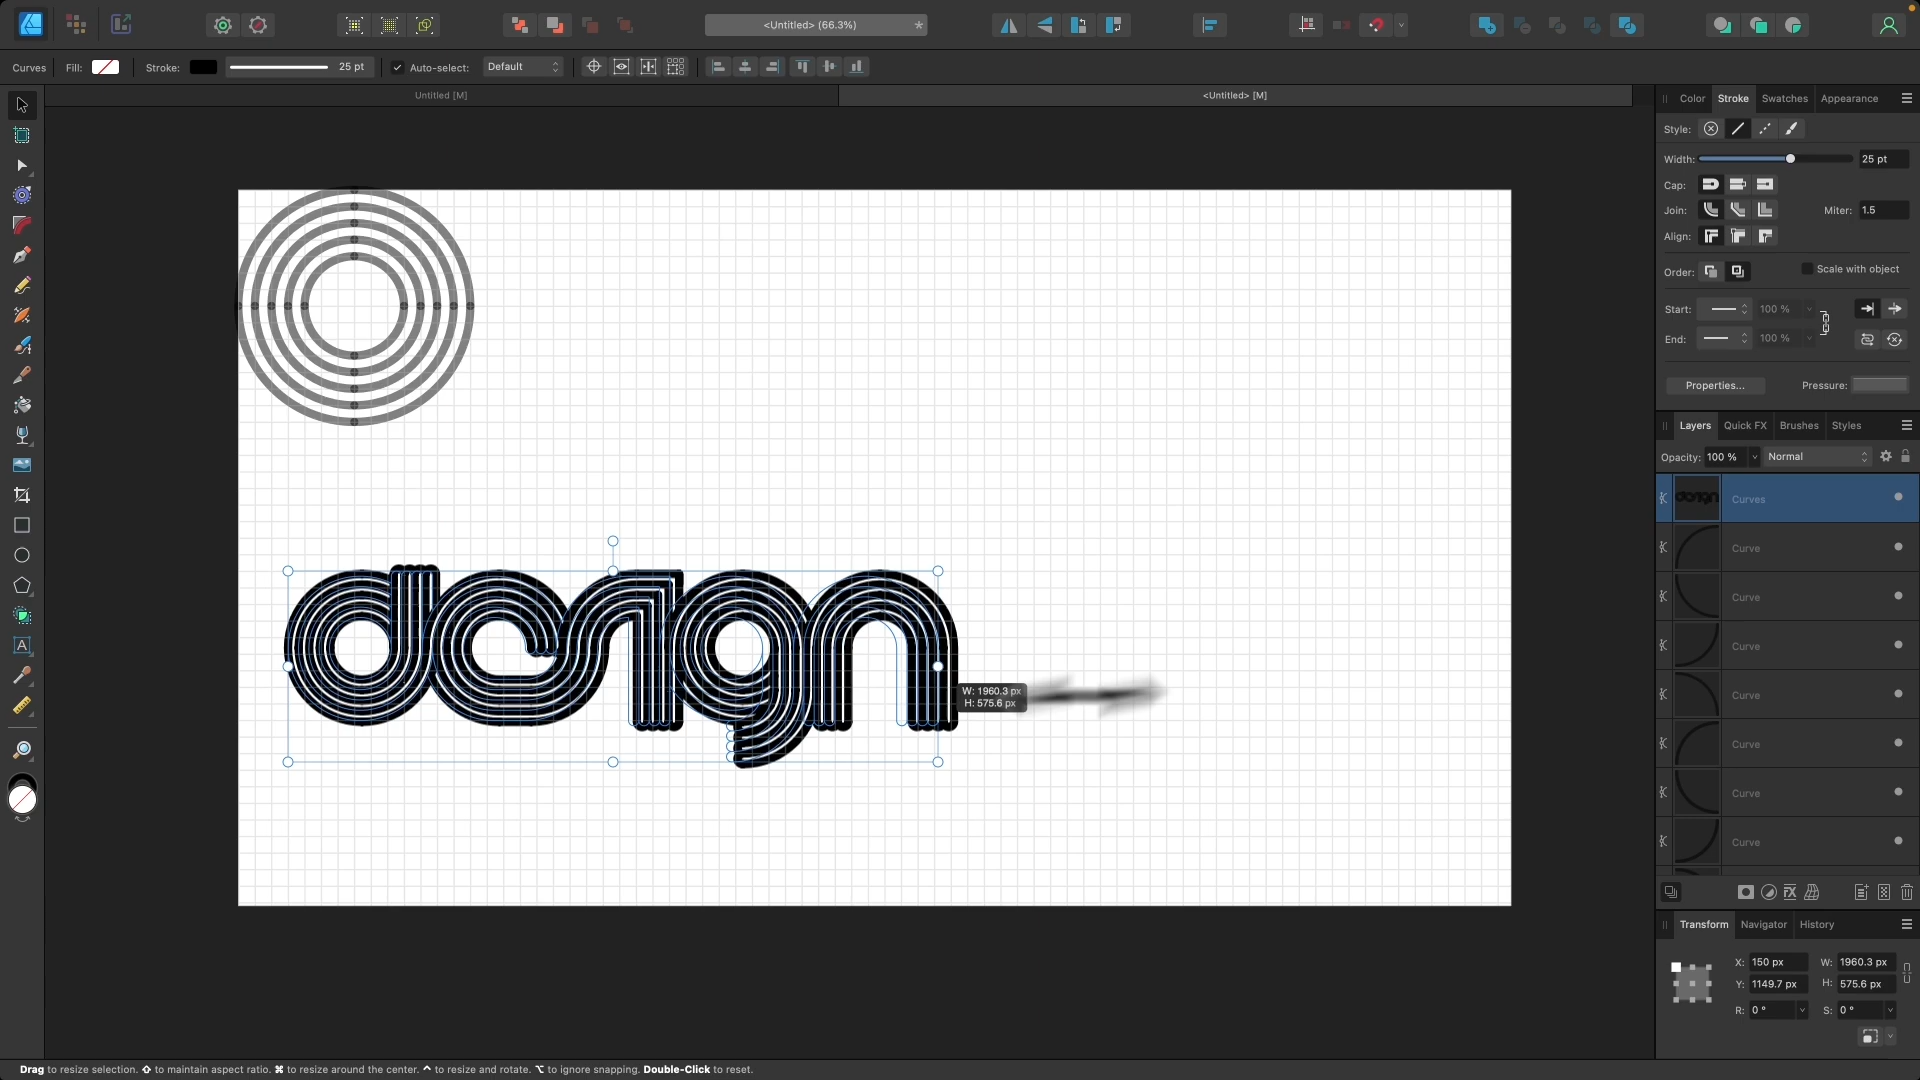 <Untitled> (66.3%)
*
Curves Fill: Stroke: 25 pt Auto-select: Default
Untitled [M]
<Untitled> [M]
Color Stroke Swatches Appearance
Style:
Width: 25 pt
Cap:
Join: Miter: 1.5
Align:
Order: Scale with object
Start: 100 %
End: 100 %
Properties... Pressure:
Layers Quick FX Brushes Styles
Opacity: 100 % Normal
Curves
Curve
Curve
Curve
Curve
Curve
Curve
Curve
design
W: 1960.3 px
H: 575.6 px
A
Transform Navigator History
X: 150 px W: 1960.3 px
Y: 1149.7 px H: 575.6 px
R: 0 ° S: 0 °
Drag to resize selection. ⇧ to maintain aspect ratio. ⌘ to resize around the center. ⌃ to resize and rotate. ⌥ to ignore snapping. Double-Click to reset.